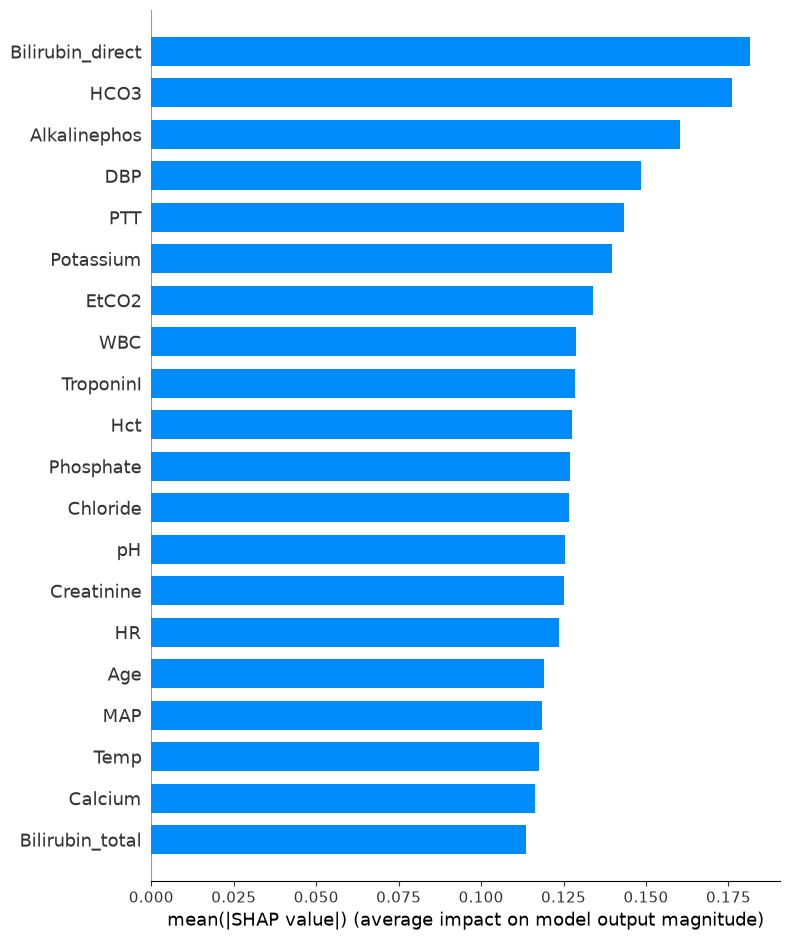 Bilirubin_direct
HCO3
Alkalinephos
DBP
PTT
Potassium
EtCO2
WBC
TroponinI
Hct
Phosphate
Chloride
pH
Creatinine
HR
Age
MAP
Temp
Calcium
Bilirubin_total
0.000 0.025 0.050 0.075 0.100 0.125 0.150 0.175
mean(|SHAP value|) (average impact on model output magnitude)